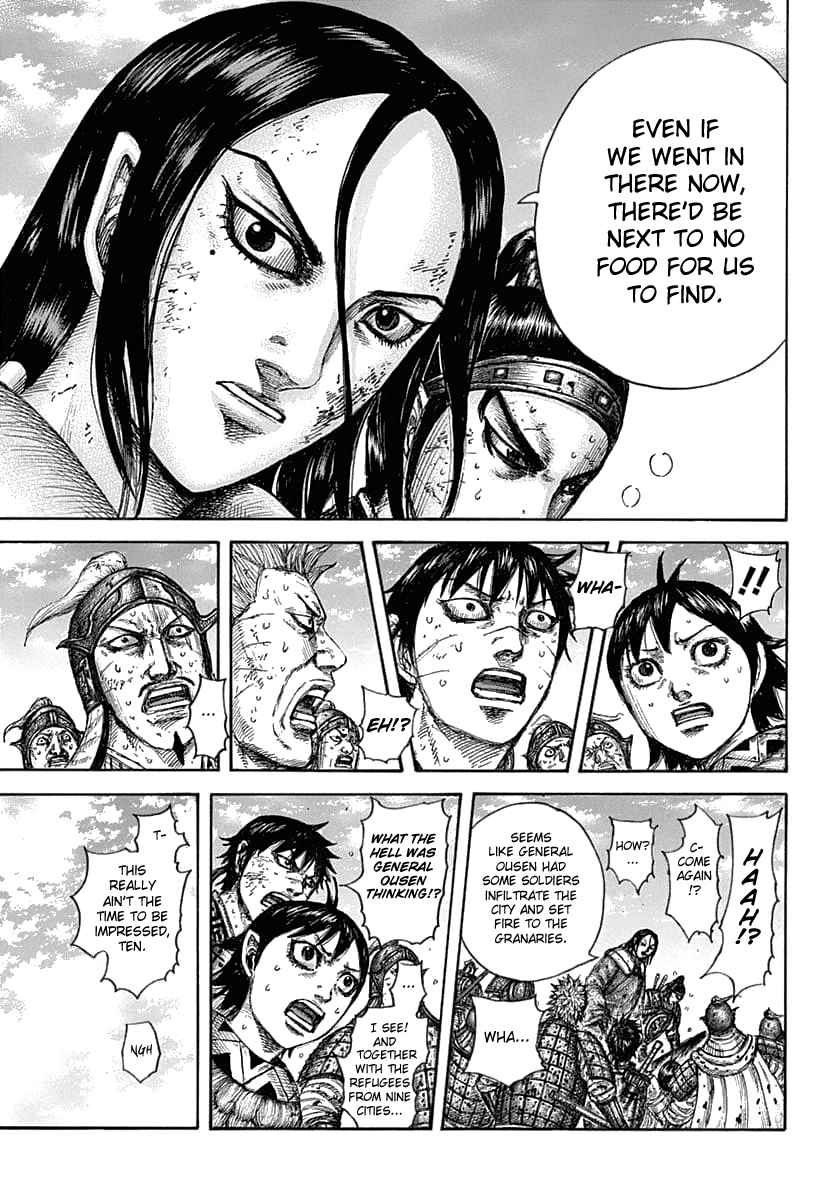 EVEN IF
WE WENT IN
THERE NOW,
THERE'D BE
NEXT TO NO
FOOD FOR US
TO FIND.
!!
WHA-
EH!?
...
HAAH!?
C-
COME
AGAIN
!?
HOW?
...
SEEMS
LIKE GENERAL
OUSEN HAD
SOME SOLDIERS
INFILTRATE THE
CITY AND SET
FIRE TO THE
GRANARIES.
WHA...
WHAT THE
HELL WAS
GENERAL
OUSEN
THINKING!?
...
I SEE!
AND
TOGETHER
WITH THE
REFUGEES
FROM NINE
CITIES...
T-
THIS
REALLY
AIN'T THE
TIME TO BE
IMPRESSED,
TEN.
NGH